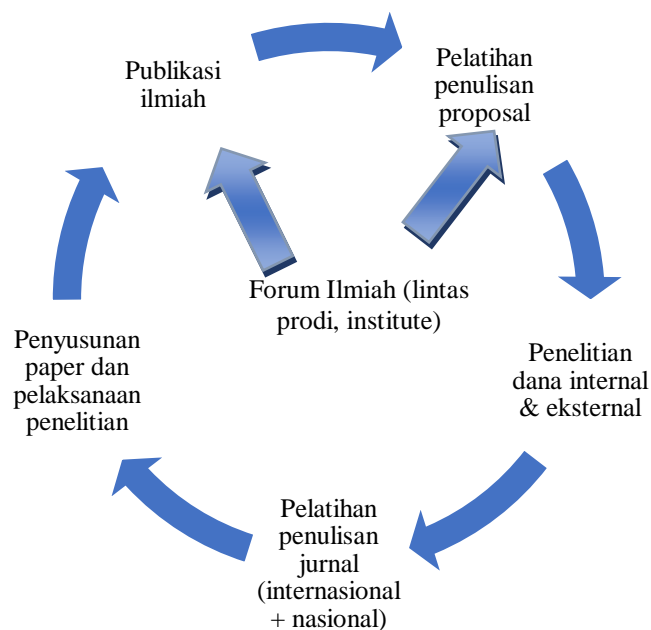 Publikasi
ilmiah
Pelatihan
penulisan
proposal
Forum Ilmiah (lintas
prodi, institute)
Penelitian
dana internal
& eksternal
Pelatihan
penulisan
jurnal
(internasional
+ nasional)
Penyusunan
paper dan
pelaksanaan
penelitian